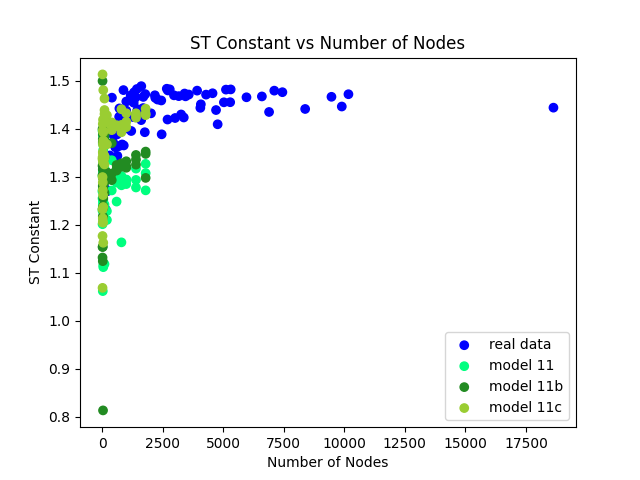 ST Constant vs Number of Nodes
ST Constant
1.5
1.4
1.3
1.2
1.1
1.0
0.9
0.8
0 2500 5000 7500 10000 12500 15000 17500
Number of Nodes
real data
model 11
model 11b
model 11c